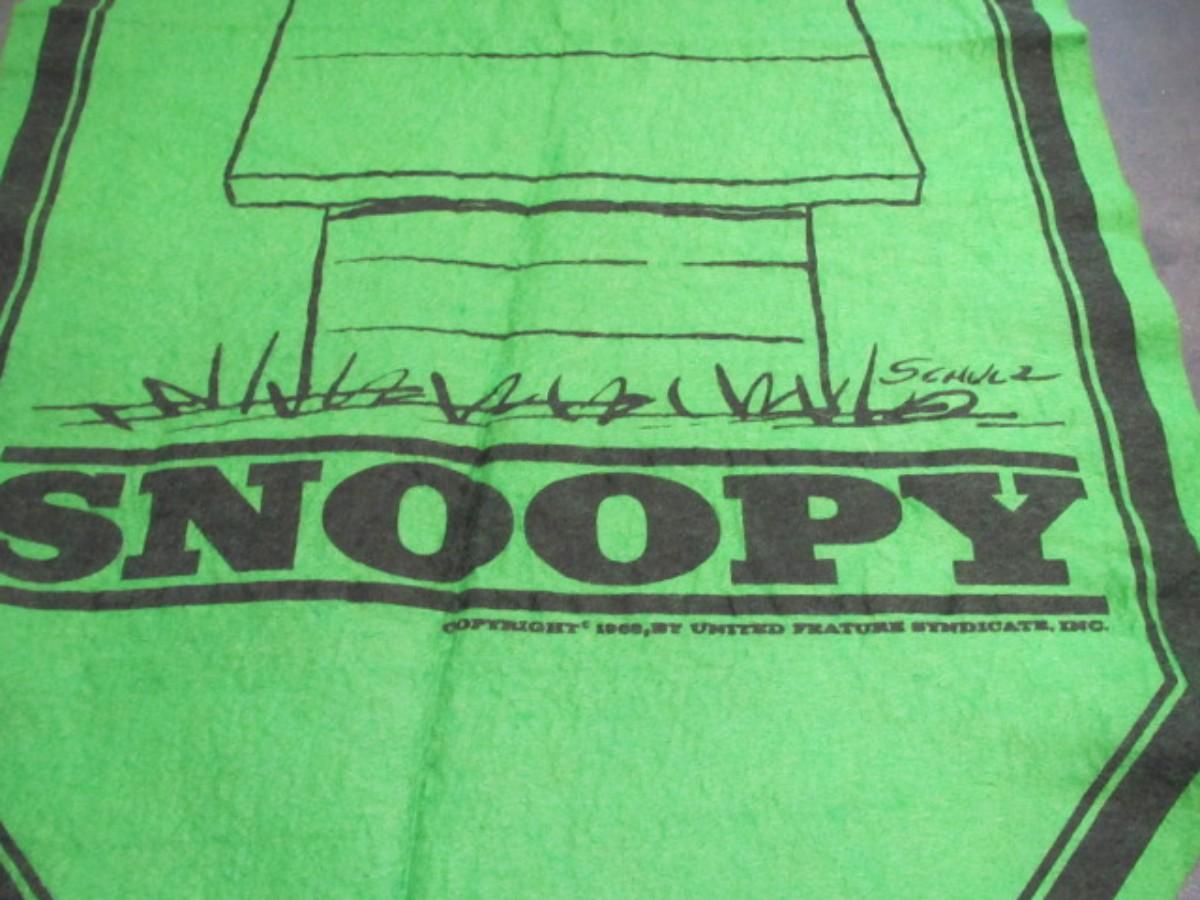 SCHULZ
SNOOPY
COPYRIGHT © 1968, BY UNITED FEATURE SYNDICATE, INC.